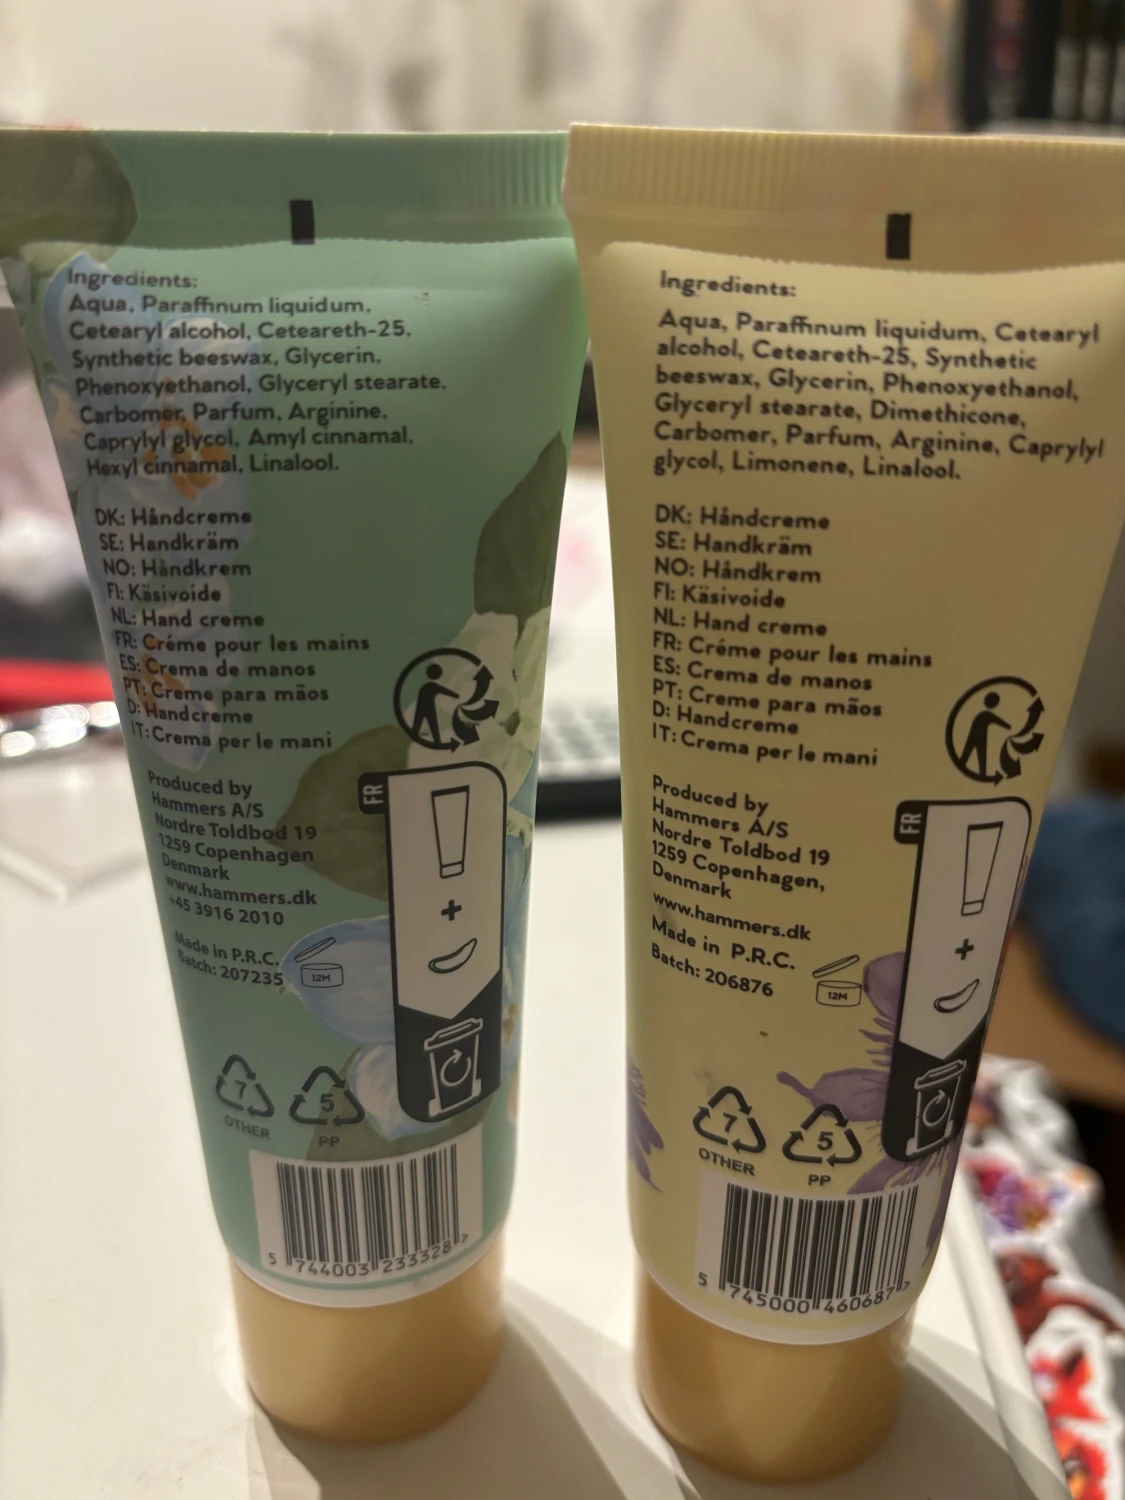 Ingredients:
Aqua, Paraffinum liquidum,
Cetearyl alcohol, Ceteareth-25,
Synthetic beeswax, Glycerin,
Phenoxyethanol, Glyceryl stearate,
Carbomer, Parfum, Arginine,
Caprylyl glycol, Amyl cinnamal,
Hexyl cinnamal, Linalool.
DK: Håndcreme
SE: Handkräm
NO: Håndkrem
FI: Käsivoide
NL: Hand creme
FR: Créme pour les mains
ES: Crema de manos
PT: Creme para mãos
D: Handcreme
IT: Crema per le mani
Produced by
Hammers A/S
Nordre Toldbod 19
1259 Copenhagen
Denmark
www.hammers.dk
+45 3916 2010
Made in P.R.C.
Batch: 207235
12M
FR
+
7
OTHER
5
PP
5 744003 233328 >
Ingredients:
Aqua, Paraffinum liquidum, Cetearyl
alcohol, Ceteareth-25, Synthetic
beeswax, Glycerin, Phenoxyethanol,
Glyceryl stearate, Dimethicone,
Carbomer, Parfum, Arginine, Caprylyl
glycol, Limonene, Linalool.
DK: Håndcreme
SE: Handkräm
NO: Håndkrem
FI: Käsivoide
NL: Hand creme
FR: Créme pour les mains
ES: Crema de manos
PT: Creme para mãos
D: Handcreme
IT: Crema per le mani
Produced by
Hammers A/S
Nordre Toldbod 19
1259 Copenhagen,
Denmark
www.hammers.dk
Made in P.R.C.
Batch: 206876
12M
FR
+
7
OTHER
5
PP
5 745000 460687 >